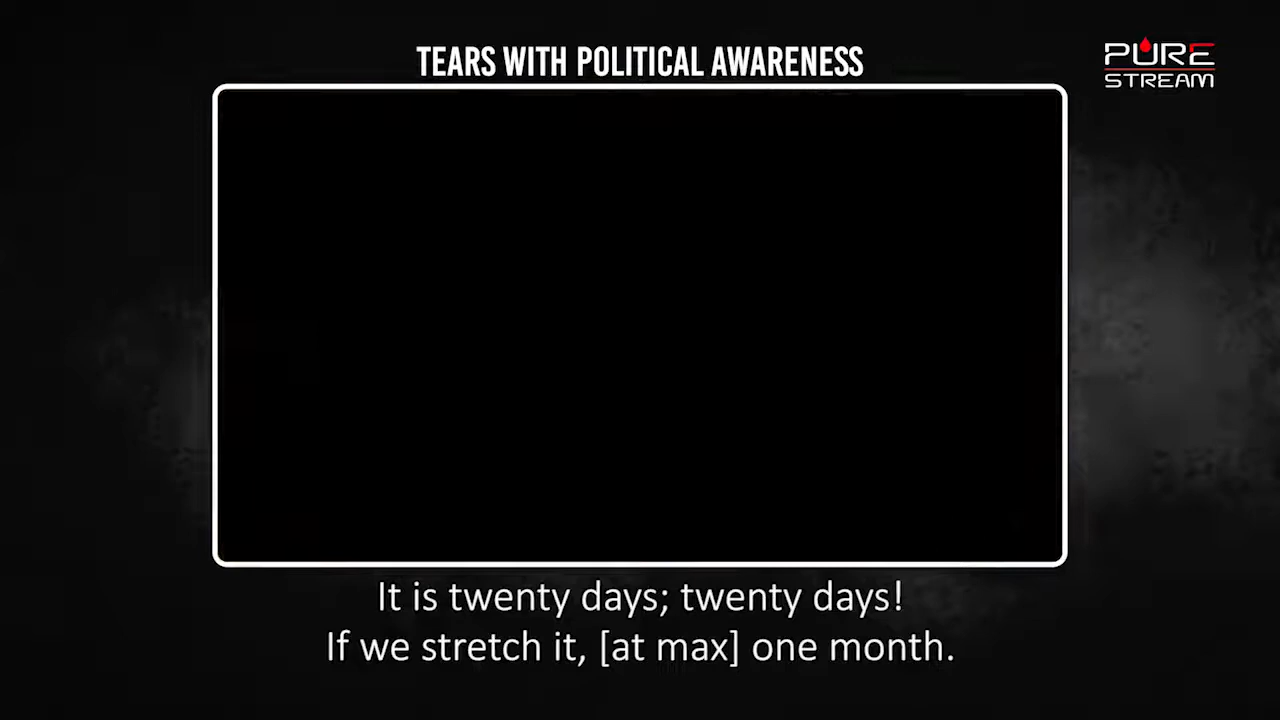 TEARS WITH POLITICAL AWARENESS
PURE
STREAM
It is twenty days; twenty days!
If we stretch it, [at max] one month.